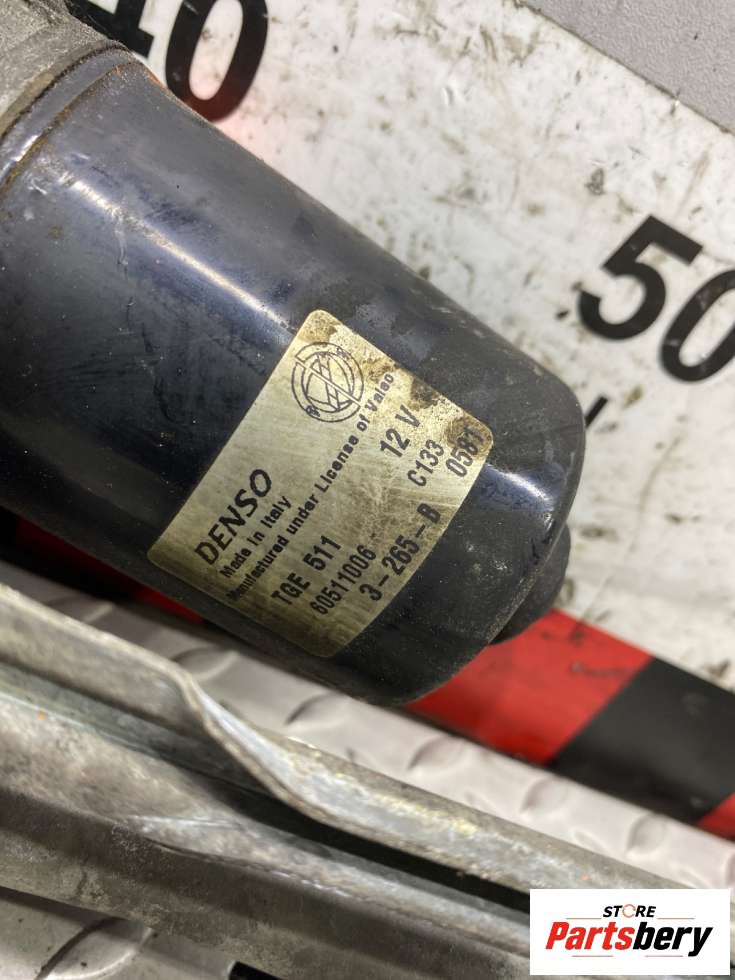 40
50
DENSO
Made in Italy
Manufactured under License of Valeo
TGE 511 12 V
60511006 C133
3-265-B 0581
STORE
Partsbery